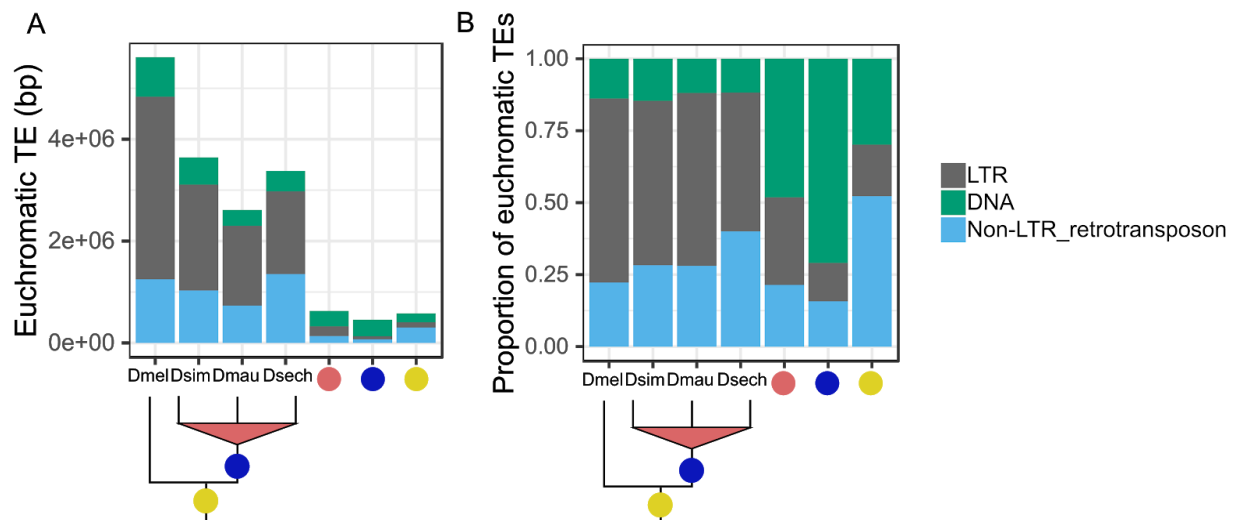 A
Euchromatic TE (bp)
4e+06
2e+06
0e+00
Dmel Dsim Dmau Dsech
B
Proportion of euchromatic TEs
1.00
0.75
0.50
0.25
0.00
Dmel Dsim Dmau Dsech
LTR
DNA
Non-LTR_retrotransposon